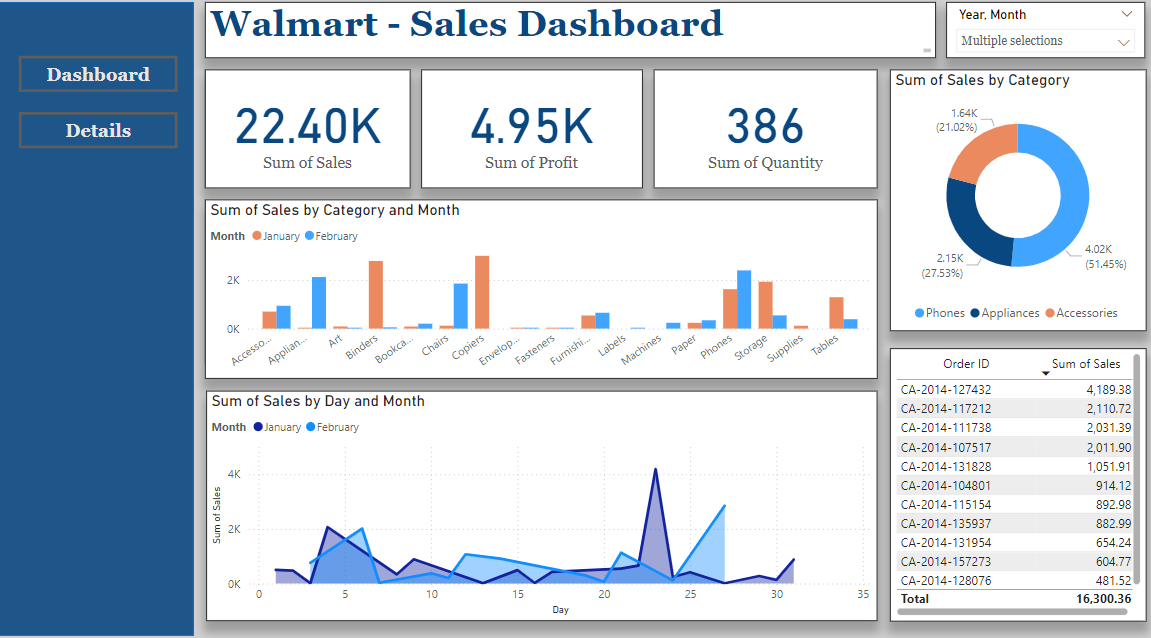 Walmart - Sales Dashboard
Year, Month
Multiple selections
Dashboard
Details
22.40K
Sum of Sales
4.95K
Sum of Profit
386
Sum of Quantity
Sum of Sales by Category
1.64K
(21.02%)
2.15K
(27.53%)
4.02K
(51.45%)
Phones Appliances Accessories
Sum of Sales by Category and Month
Month January February
2K
0K
Accesso... Applian... Art Binders Bookca... Chairs Copiers Envelop... Fasteners Furnishi... Labels Machines Paper Phones Storage Supplies Tables
Sum of Sales by Day and Month
Month January February
Sum of Sales
4K
2K
0K
0 5 10 15 20 25 30 35
Day
Order ID Sum of Sales
CA-2014-127432 4,189.38
CA-2014-117212 2,110.72
CA-2014-111738 2,031.39
CA-2014-107517 2,011.90
CA-2014-131828 1,051.91
CA-2014-104801 914.12
CA-2014-115154 892.98
CA-2014-135937 882.99
CA-2014-131954 654.24
CA-2014-157273 604.77
CA-2014-128076 481.52
Total 16,300.36